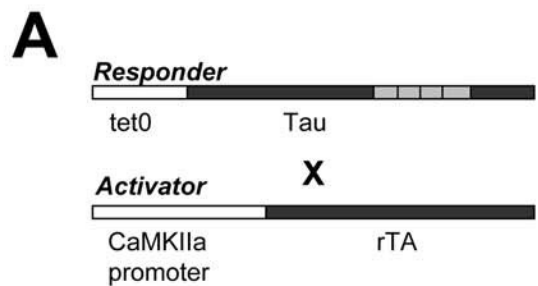 A
Responder
tet0 Tau
X
Activator
CaMKIIa rTA
promoter